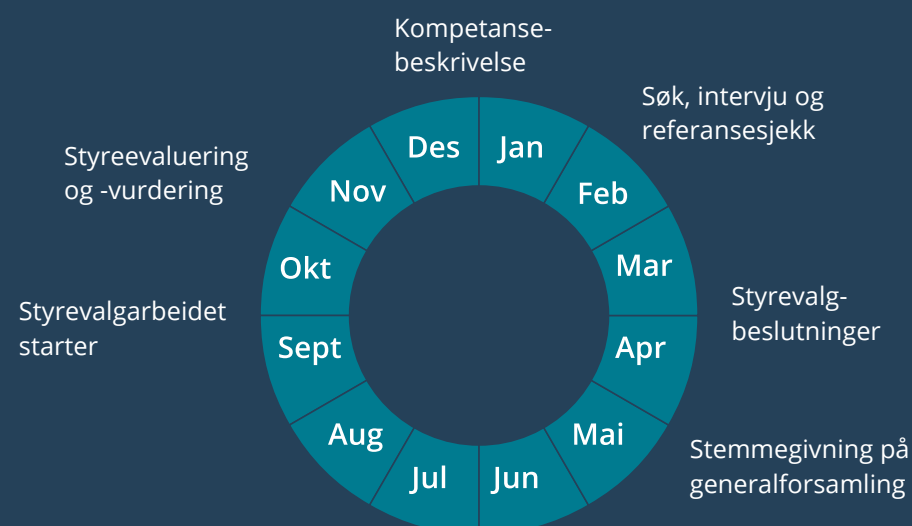 Kompetanse-
beskrivelse
Søk, intervju og
referansesjekk
Styreevaluering
og -vurdering
Des
Jan
Nov
Feb
Okt
Mar
Styrevalgarbeidet
starter
Styrevalg-
beslutninger
Sept
Apr
Aug
Mai
Jul
Jun
Stemmegivning på
generalforsamling